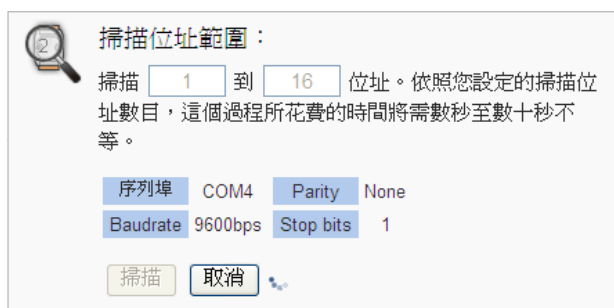 2
掃描位址範圍：
掃描 1 到 16 位址。依照您設定的掃描位
址數目，這個過程所花費的時間將需數秒至數十秒不
等。
序列埠 COM4 Parity None
Baudrate 9600bps Stop bits 1
掃描 取消